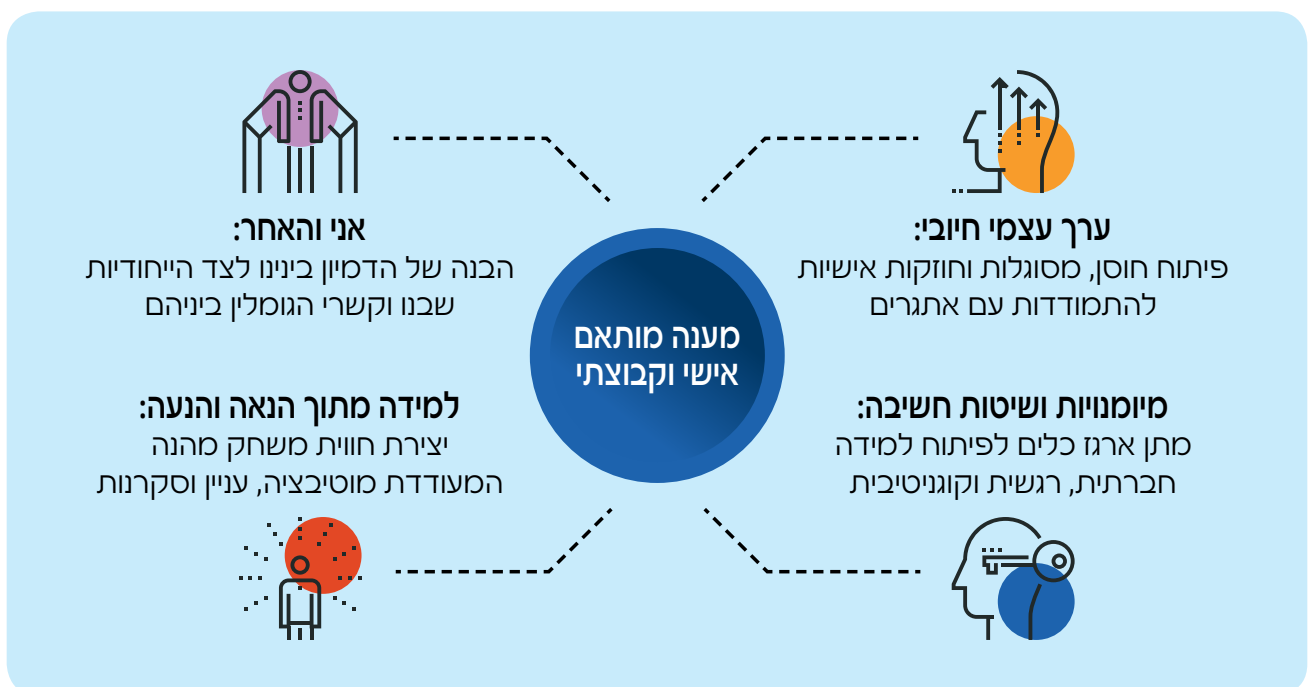 ערך עצמי חיובי:
פיתוח חוסן, מסוגלות וחוזקות אישיות
להתמודדות עם אתגרים
אני והאחר:
הבנה של הדמיון בינינו לצד הייחודיות
שבנו וקשרי הגומלין ביניהם
מענה מותאם
אישי וקבוצתי
מיומנויות ושיטות חשיבה:
מתן ארגז כלים לפיתוח למידה
חברתית, רגשית וקוגניטיבית
למידה מתוך הנאה והנעה:
יצירת חווית משחק מהנה
המעודדת מוטיבציה, עניין וסקרנות